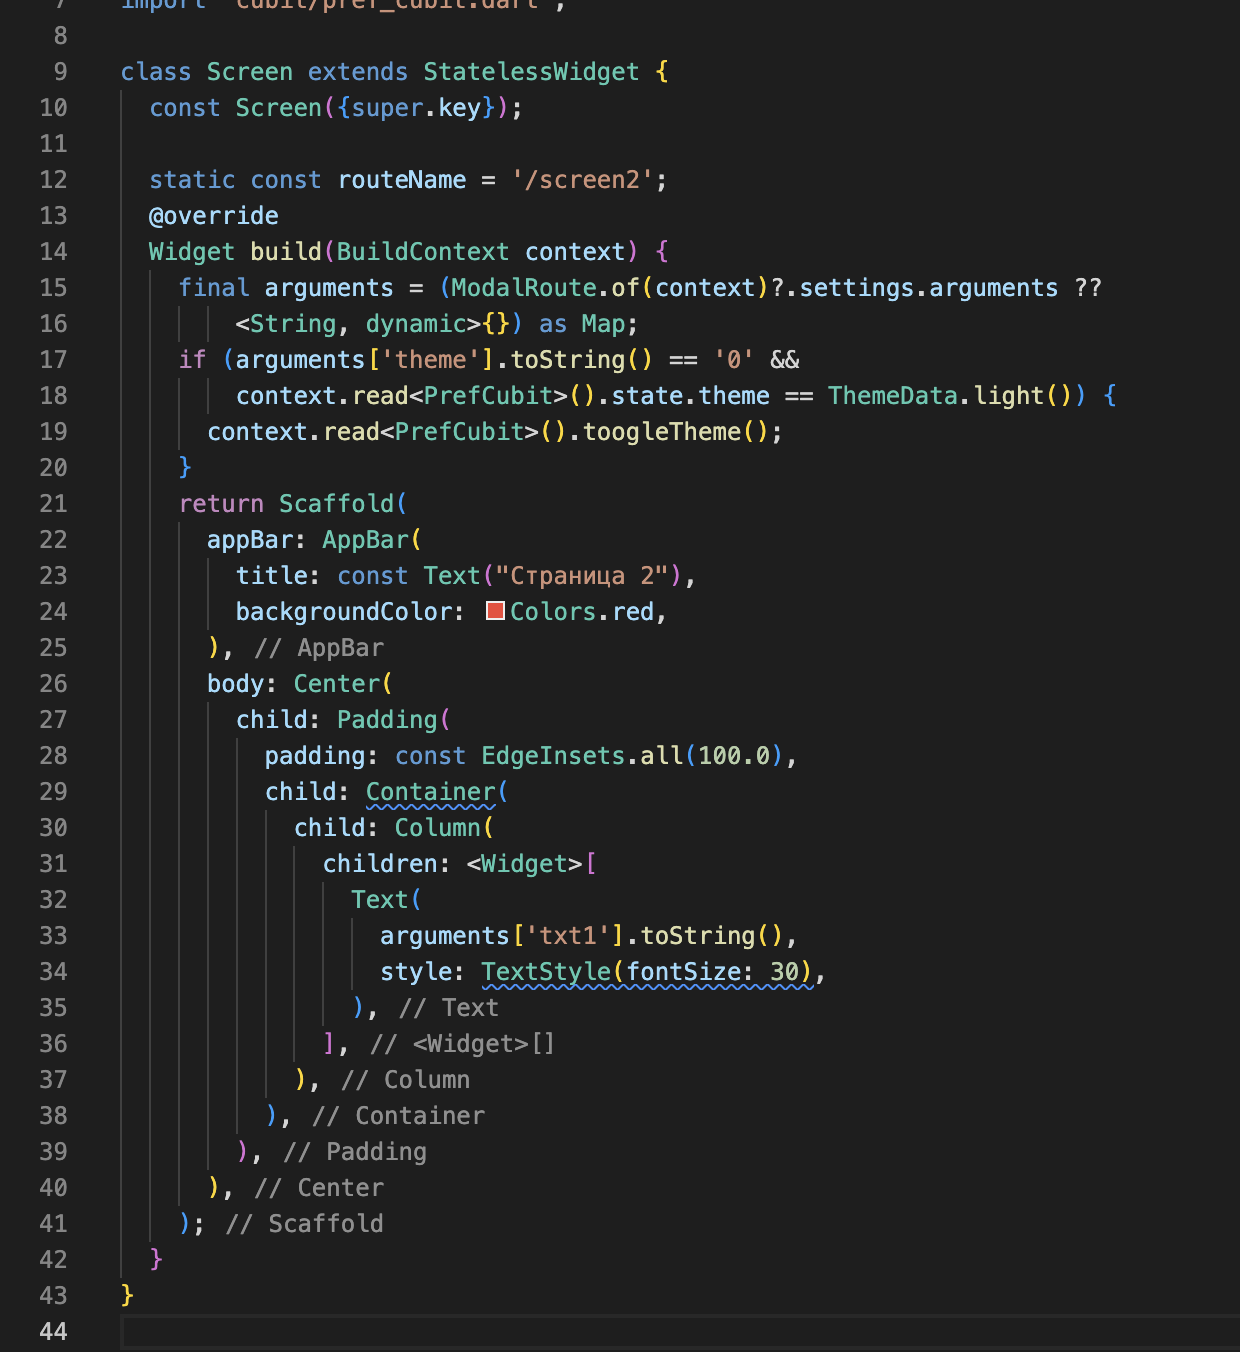 7 import 'cubit/pref_cubit.dart';
8
9 class Screen extends StatelessWidget {
10 const Screen({super.key});
11
12 static const routeName = '/screen2';
13 @override
14 Widget build(BuildContext context) {
15 final arguments = (ModalRoute.of(context)?.settings.arguments ??
16 <String, dynamic>{}) as Map;
17 if (arguments['theme'].toString() == '0' &&
18 context.read<PrefCubit>().state.theme == ThemeData.light()) {
19 context.read<PrefCubit>().toogleTheme();
20 }
21 return Scaffold(
22 appBar: AppBar(
23 title: const Text("Страница 2"),
24 backgroundColor: Colors.red,
25 ), // AppBar
26 body: Center(
27 child: Padding(
28 padding: const EdgeInsets.all(100.0),
29 child: Container(
30 child: Column(
31 children: <Widget>[
32 Text(
33 arguments['txt1'].toString(),
34 style: TextStyle(fontSize: 30),
35 ), // Text
36 ], // <Widget>[]
37 ), // Column
38 ), // Container
39 ), // Padding
40 ), // Center
41 ); // Scaffold
42 }
43 }
44